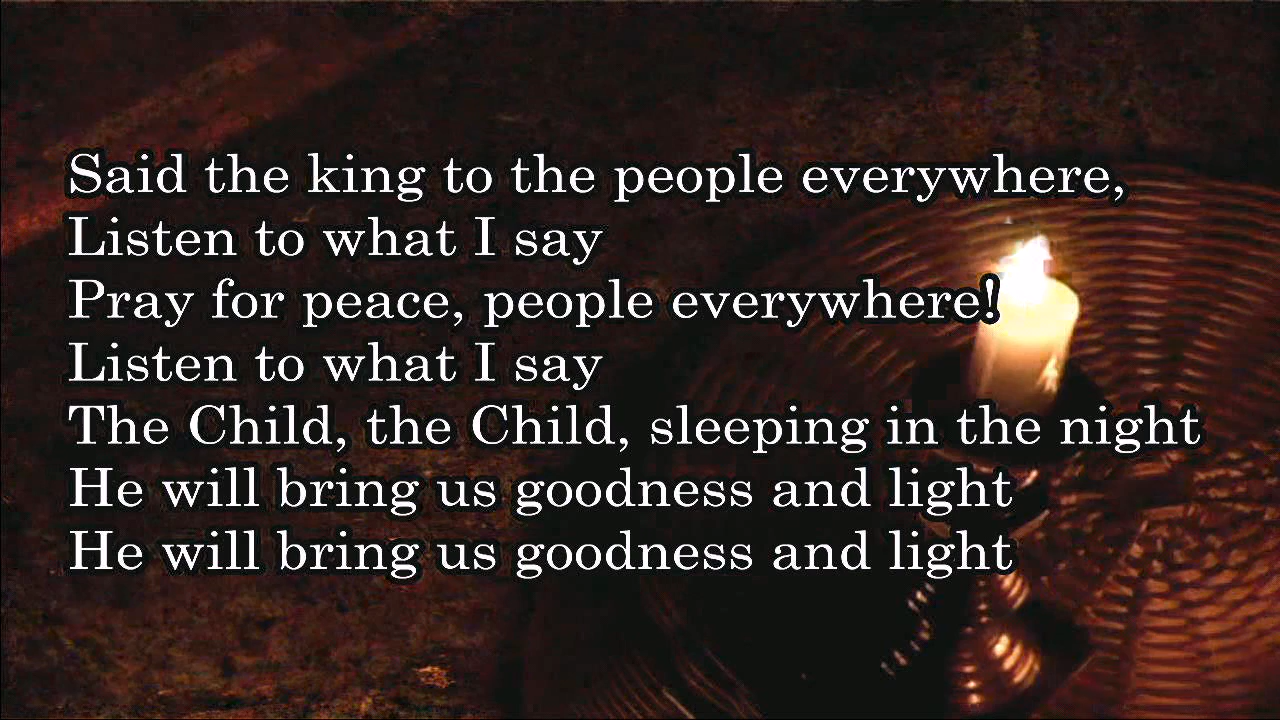 Said the king to the people everywhere,
Listen to what I say
Pray for peace, people everywhere!
Listen to what I say
The Child, the Child, sleeping in the night
He will bring us goodness and light
He will bring us goodness and light